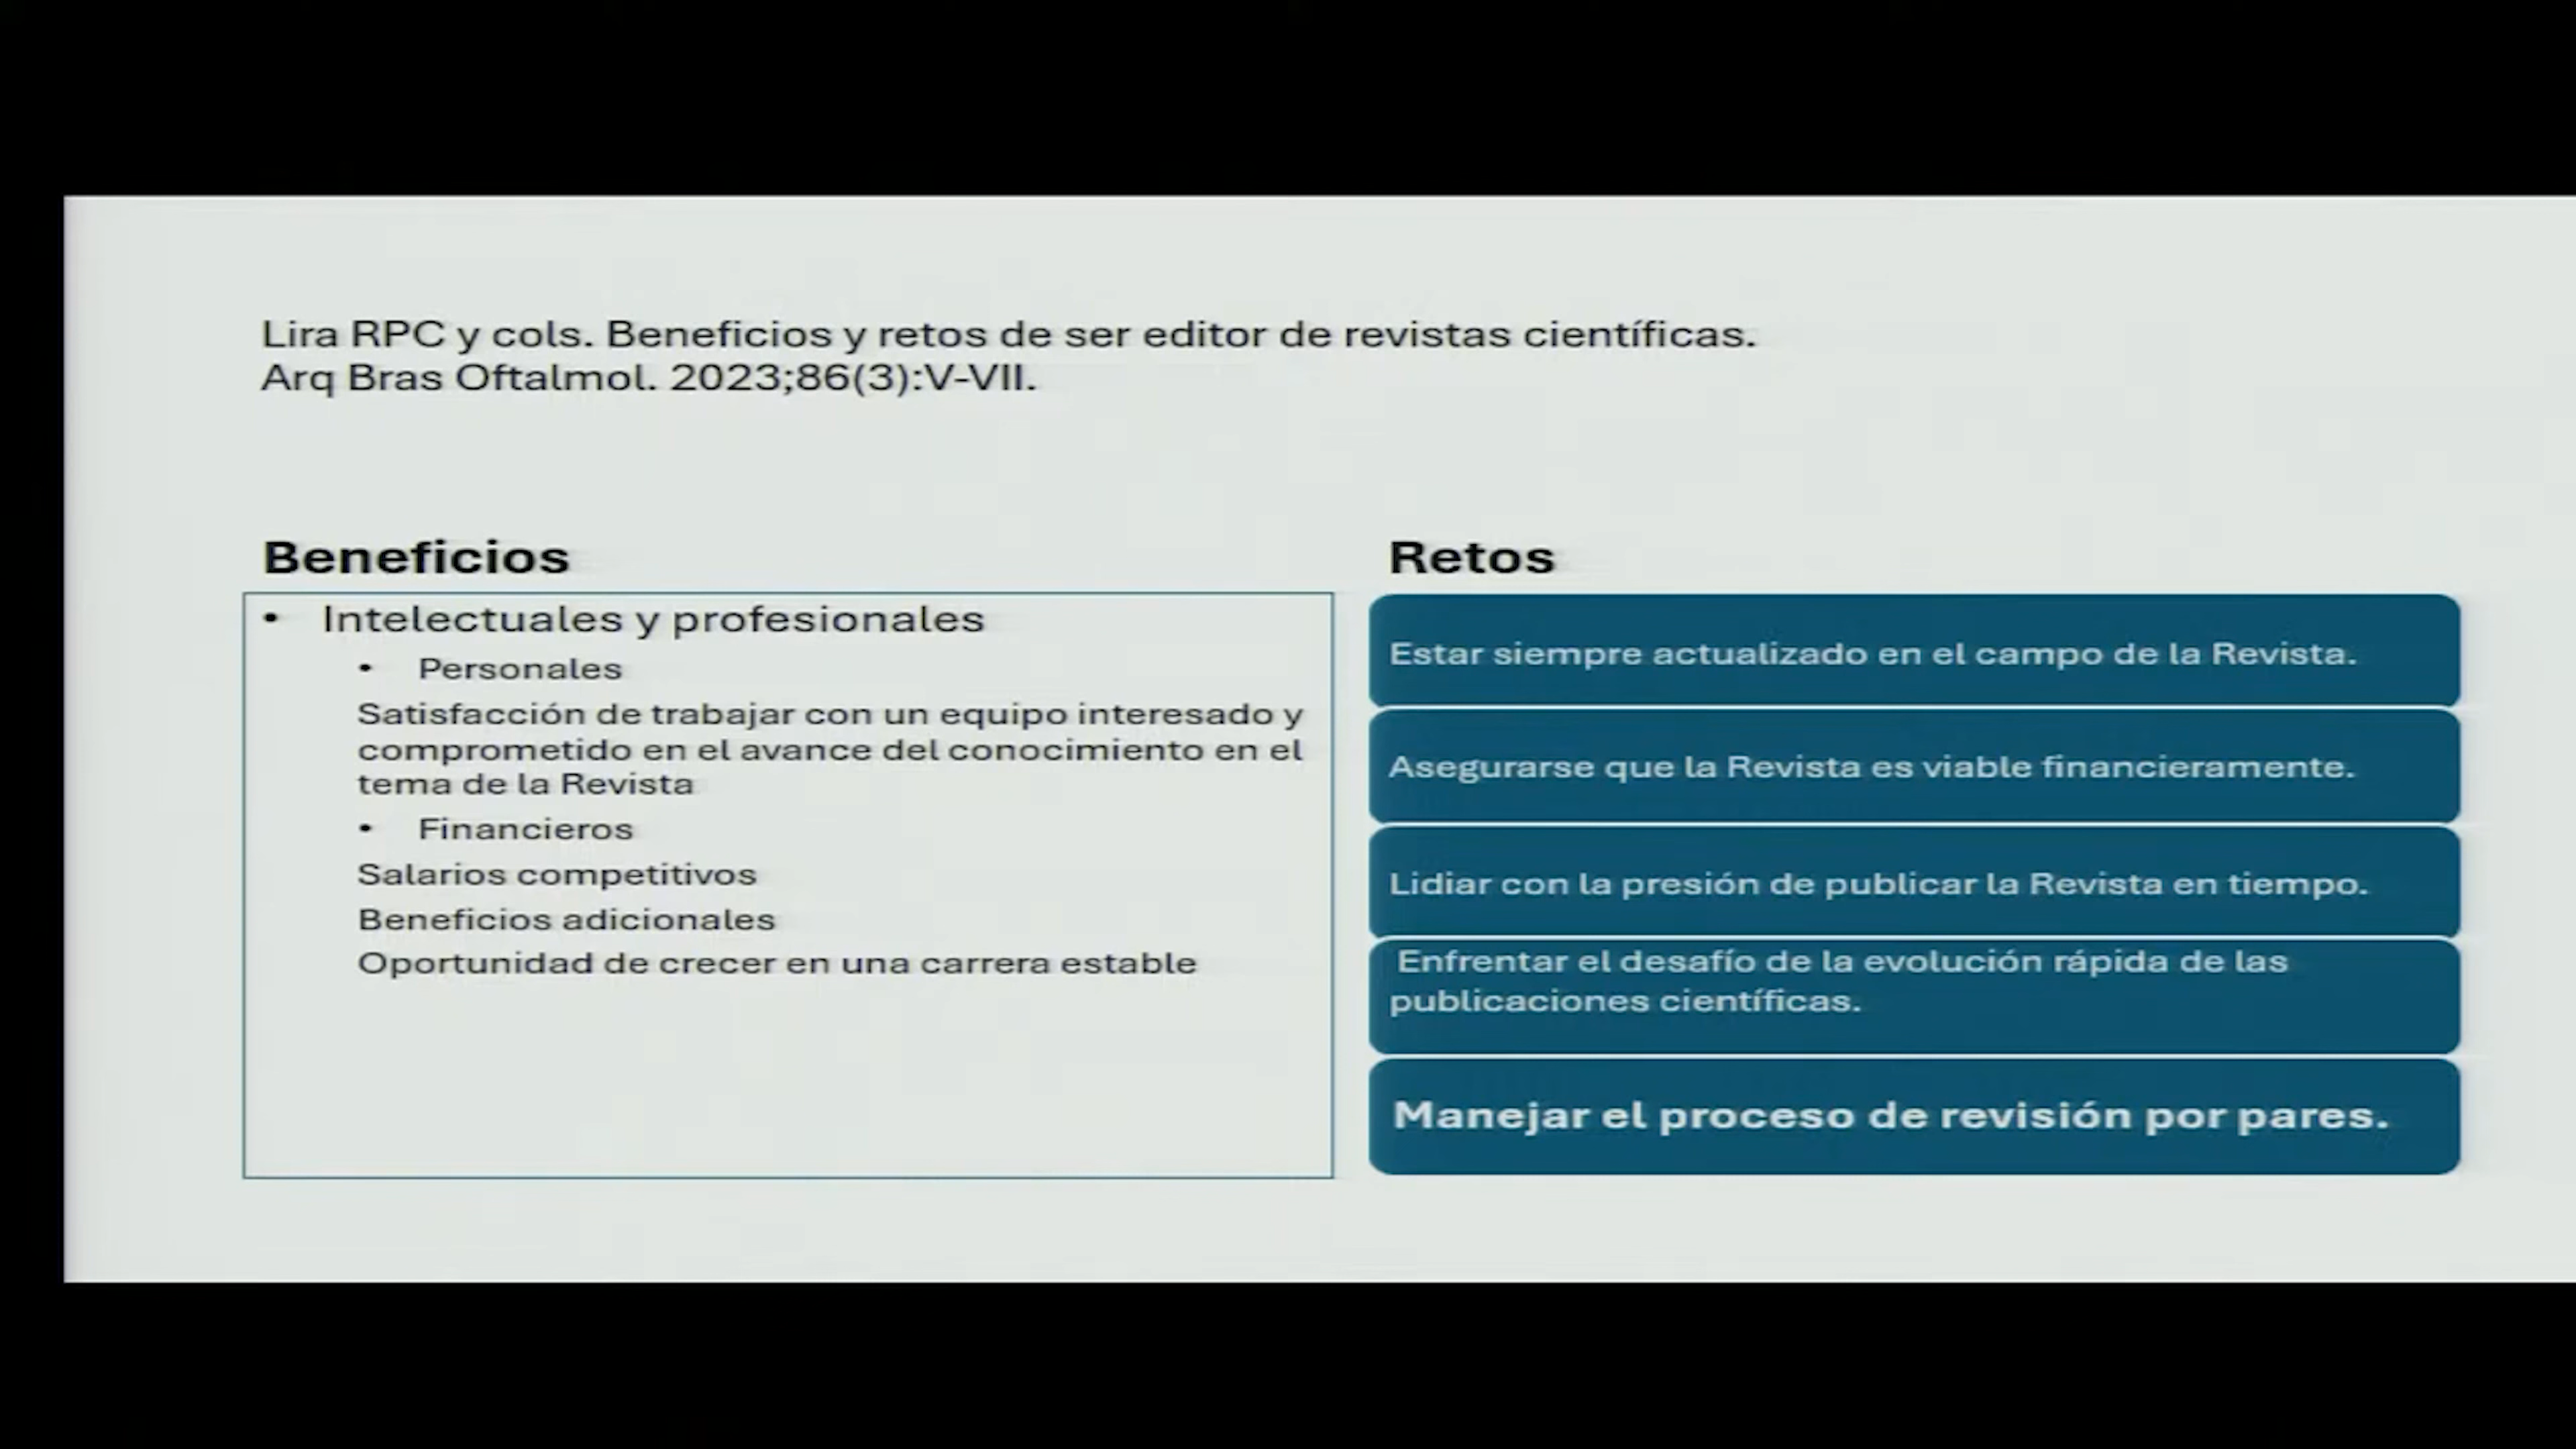 Lira RPC y cols. Beneficios y retos de ser editor de revistas científicas.
Arq Bras Oftalmol. 2023;86(3):V-VII.
Beneficios
• Intelectuales y profesionales
• Personales
Satisfacción de trabajar con un equipo interesado y
comprometido en el avance del conocimiento en el
tema de la Revista
• Financieros
Salarios competitivos
Beneficios adicionales
Oportunidad de crecer en una carrera estable
Retos
Estar siempre actualizado en el campo de la Revista.
Asegurarse que la Revista es viable financieramente.
Lidiar con la presión de publicar la Revista en tiempo.
Enfrentar el desafío de la evolución rápida de las
publicaciones científicas.
Manejar el proceso de revisión por pares.